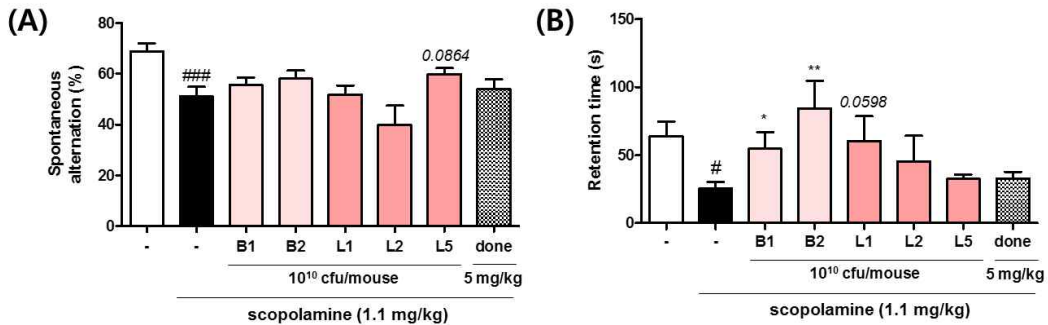 (A)
Spontaneous
alternation (%)
80
60
40
20
0
###
0.0864
- - B1 B2 L1 L2 L5 done
10¹⁰ cfu/mouse 5 mg/kg
scopolamine (1.1 mg/kg)
(B)
Retention time (s)
150
100
50
0
#
*
**
0.0598
- - B1 B2 L1 L2 L5 done
10¹⁰ cfu/mouse 5 mg/kg
scopolamine (1.1 mg/kg)